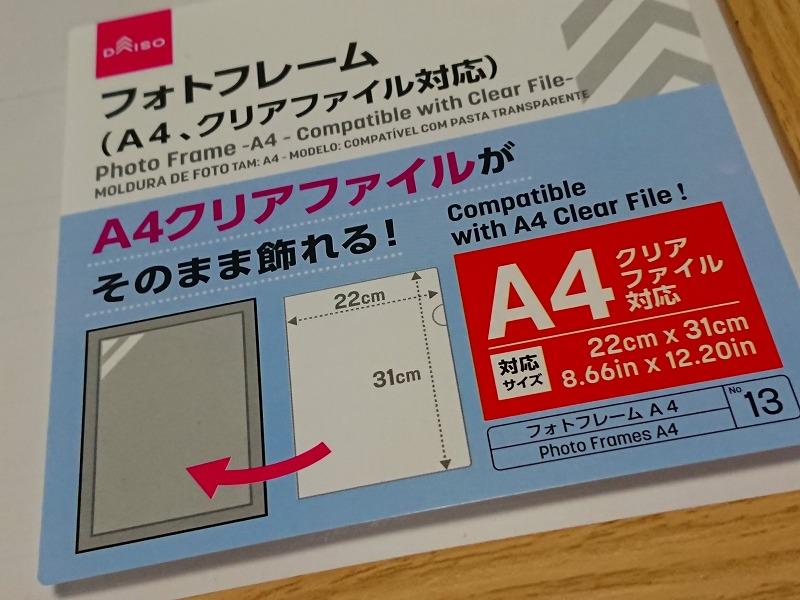 DAISO
フォトフレーム
(A4、クリアファイル対応)
Photo Frame -A4 - Compatible with Clear File-
MOLDURA DE FOTO TAM: A4 - MODELO: COMPATÍVEL COM PASTA TRANSPARENTE
A4クリアファイルが
そのまま飾れる!
Compatible
with A4 Clear File !
22cm
31cm
A4
クリア
ファイル
対応
対応
サイズ
22cm x 31cm
8.66in x 12.20in
フォトフレーム A4
Photo Frames A4
No
13